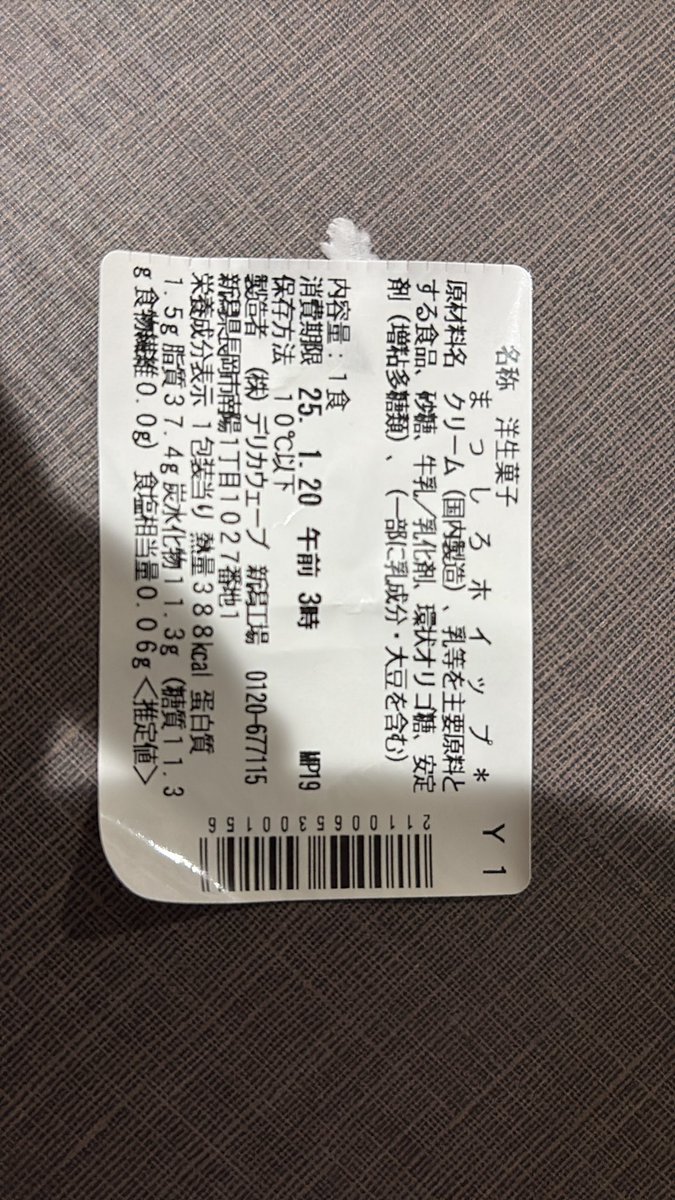 名称　洋生菓子　Y1
まっしろホイップ*
原材料名　クリーム（国内製造）、乳等を主要原料と
する食品、砂糖、牛乳／乳化剤、環状オリゴ糖、安定
剤（増粘多糖類）、（一部に乳成分・大豆を含む）
内容量：1食
消費期限　25. 1.20 午前 3時　MP19
保存方法　10℃以下
製造者　（株）デリカウェーブ　新潟工場　0120-677115
新潟県長岡市南陽1丁目1027番地1
栄養成分表示 1包装当り 熱量388kcal 蛋白質
1.5g 脂質37.4g 炭水化物11.3g（糖質11.3
g 食物繊維0.0g）食塩相当量0.06g＜推定値＞